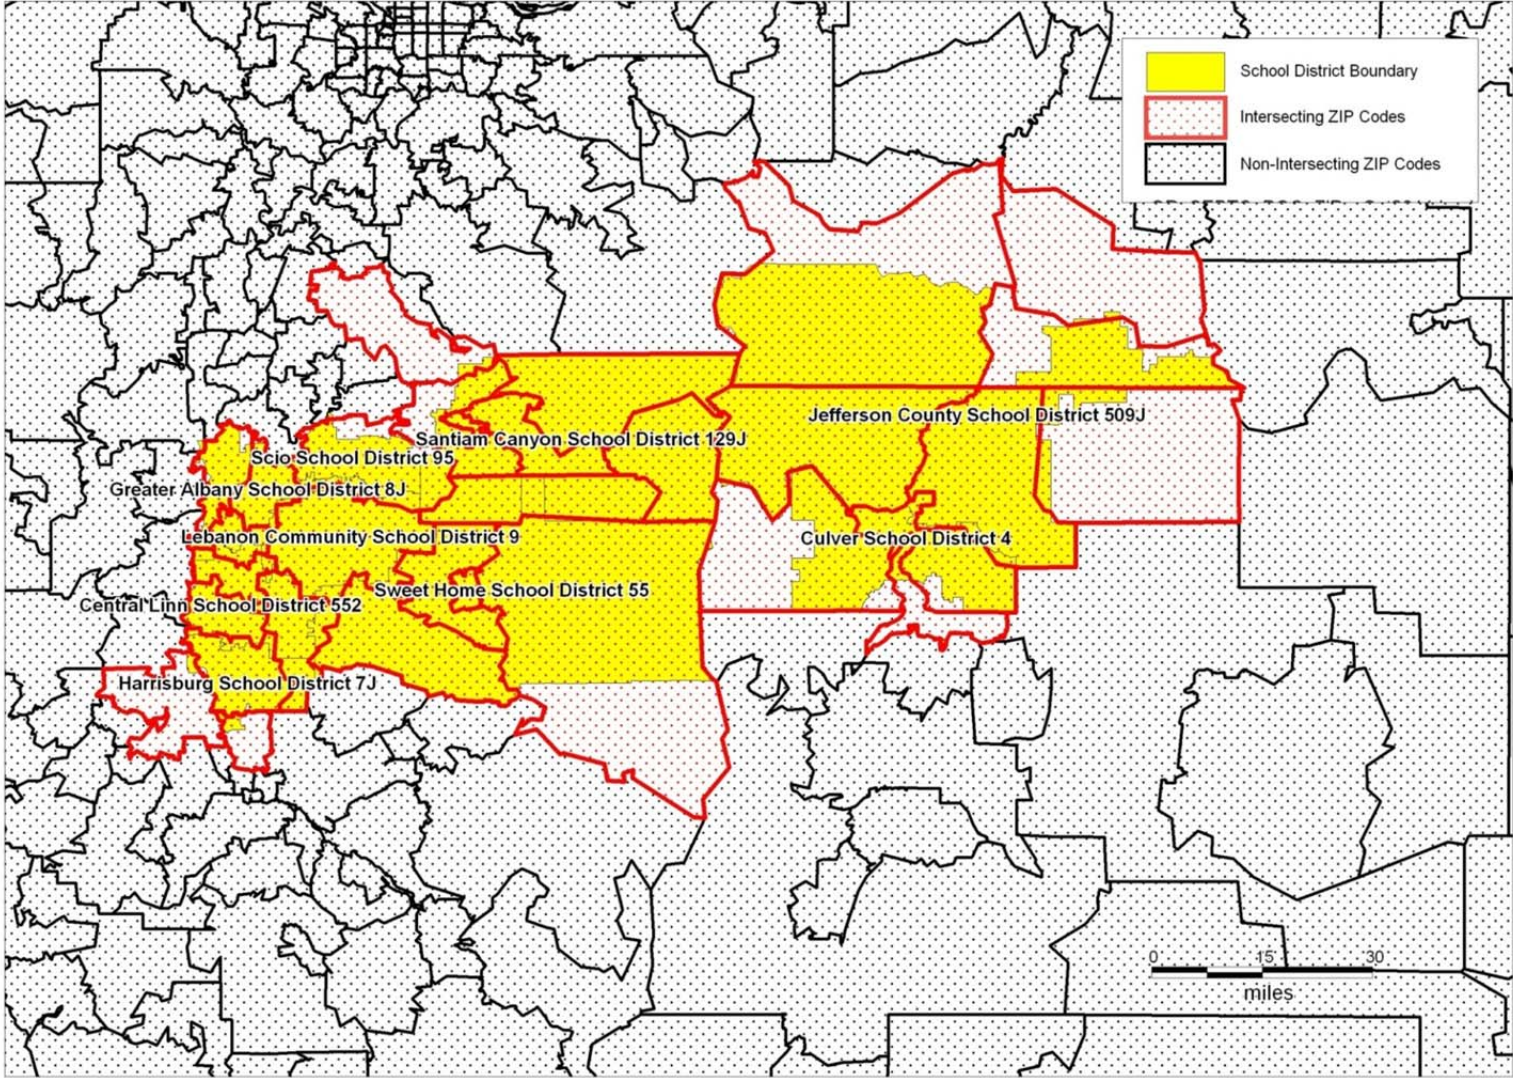 School District Boundary
Intersecting ZIP Codes
Non-Intersecting ZIP Codes
Jefferson County School District 509J
Santiam Canyon School District 129J
Scio School District 95
Greater Albany School District 8J
Lebanon Community School District 9
Culver School District 4
Sweet Home School District 55
Central Linn School District 552
Harrisburg School District 7J
0 15 30
miles